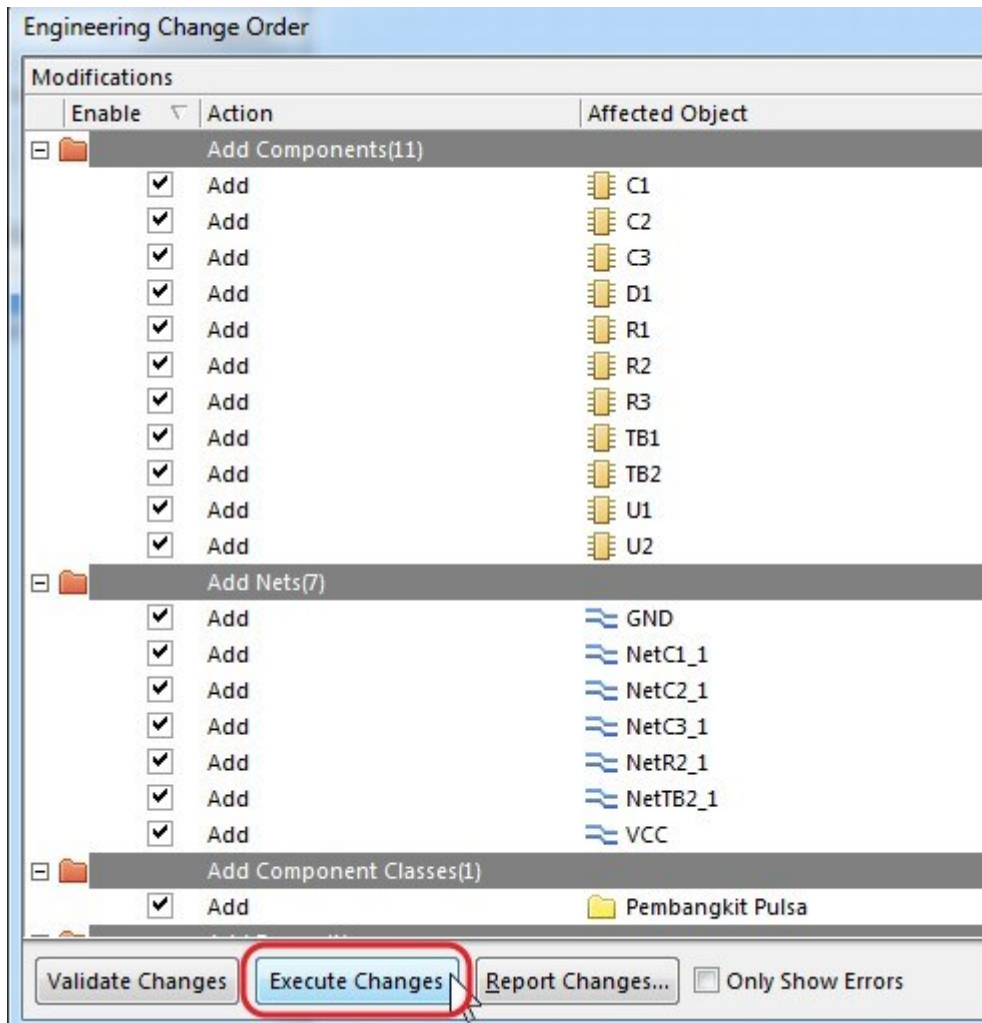 Engineering Change Order
Modifications
Enable Action Affected Object
Add Components(11)
Add C1
Add C2
Add C3
Add D1
Add R1
Add R2
Add R3
Add TB1
Add TB2
Add U1
Add U2
Add Nets(7)
Add GND
Add NetC1_1
Add NetC2_1
Add NetC3_1
Add NetR2_1
Add NetTB2_1
Add VCC
Add Component Classes(1)
Add Pembangkit Pulsa
Validate Changes Execute Changes Report Changes... Only Show Errors